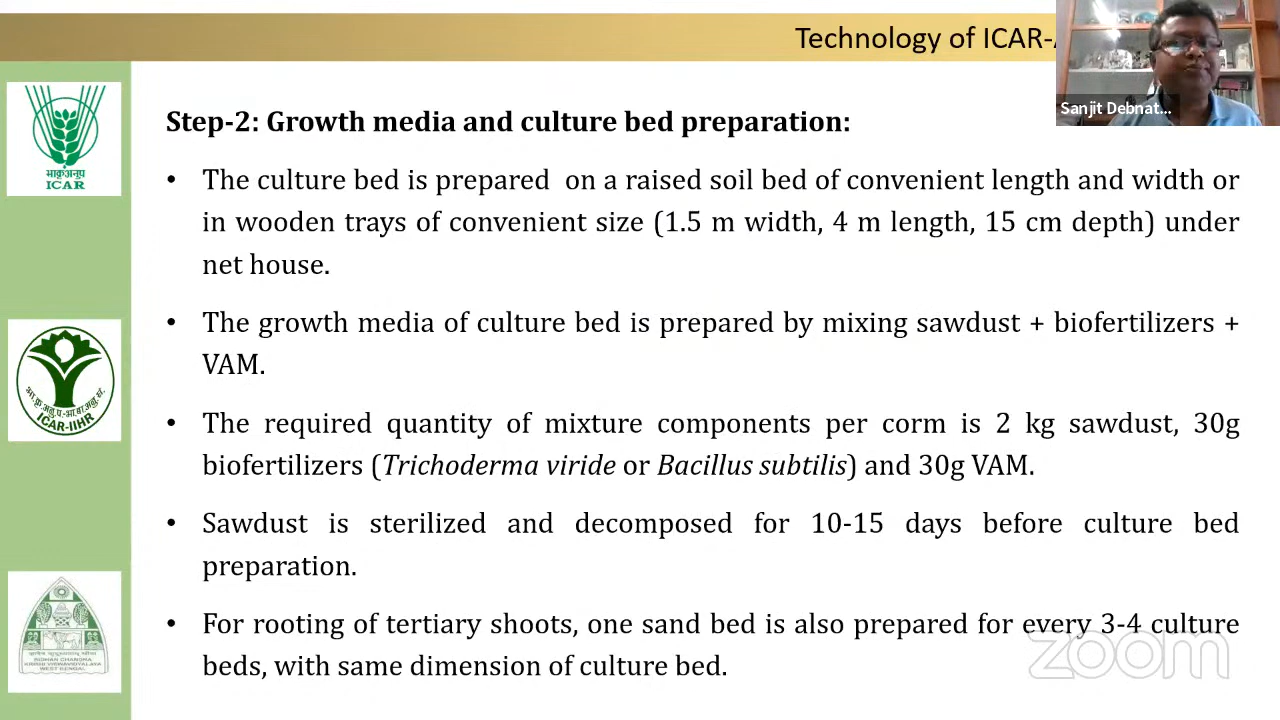 Technology of ICAR-
Sanjit Debnat...
Step-2: Growth media and culture bed preparation:
• The culture bed is prepared on a raised soil bed of convenient length and width or
in wooden trays of convenient size (1.5 m width, 4 m length, 15 cm depth) under
net house.
• The growth media of culture bed is prepared by mixing sawdust + biofertilizers +
VAM.
• The required quantity of mixture components per corm is 2 kg sawdust, 30g
biofertilizers (Trichoderma viride or Bacillus subtilis) and 30g VAM.
• Sawdust is sterilized and decomposed for 10-15 days before culture bed
preparation.
• For rooting of tertiary shoots, one sand bed is also prepared for every 3-4 culture
beds, with same dimension of culture bed.
भाकृअनुप
ICAR
ICAR-IIHR
WEST BENGAL
zoom